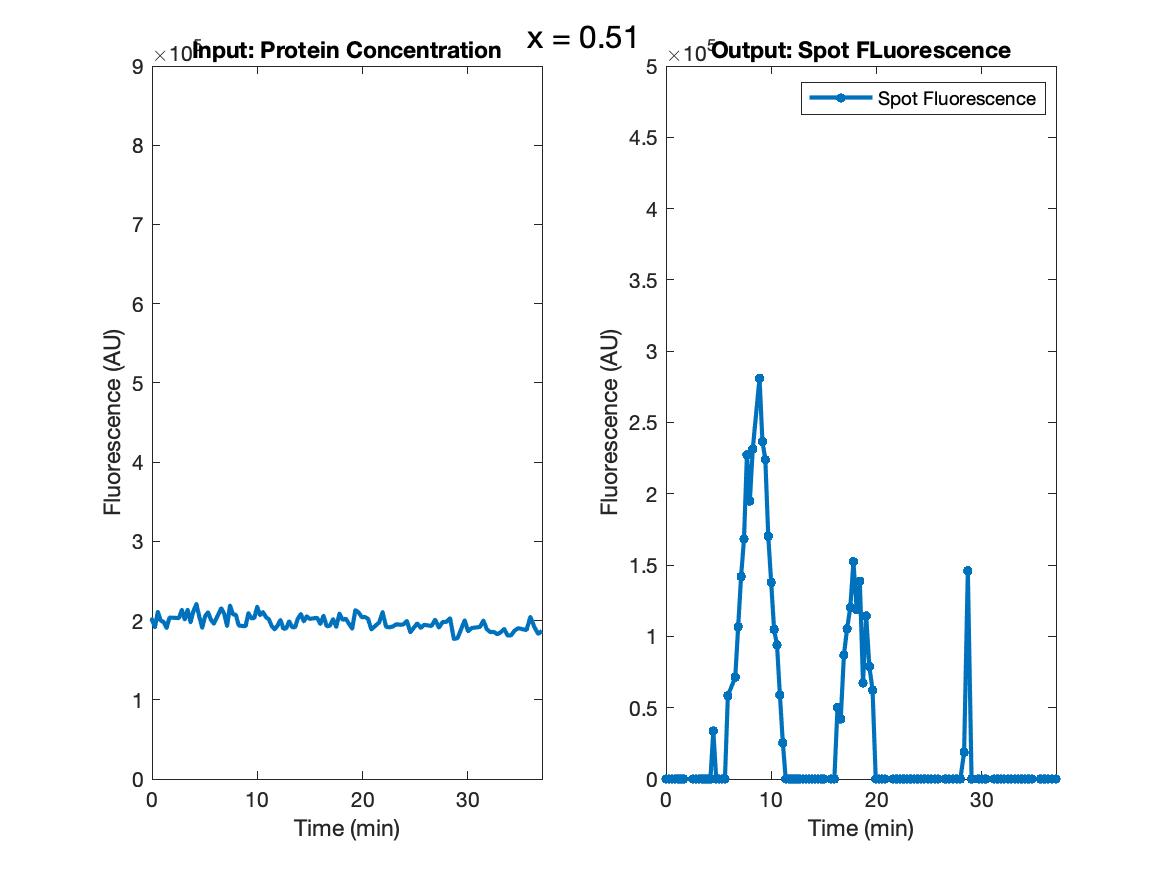 x = 0.51
×10⁵
Input: Protein Concentration
9
8
7
6
5
4
3
2
1
0
Fluorescence (AU)
0 10 20 30
Time (min)
×10⁵
Output: Spot FLuorescence
Spot Fluorescence
5
4.5
4
3.5
3
2.5
2
1.5
1
0.5
0
Fluorescence (AU)
0 10 20 30
Time (min)